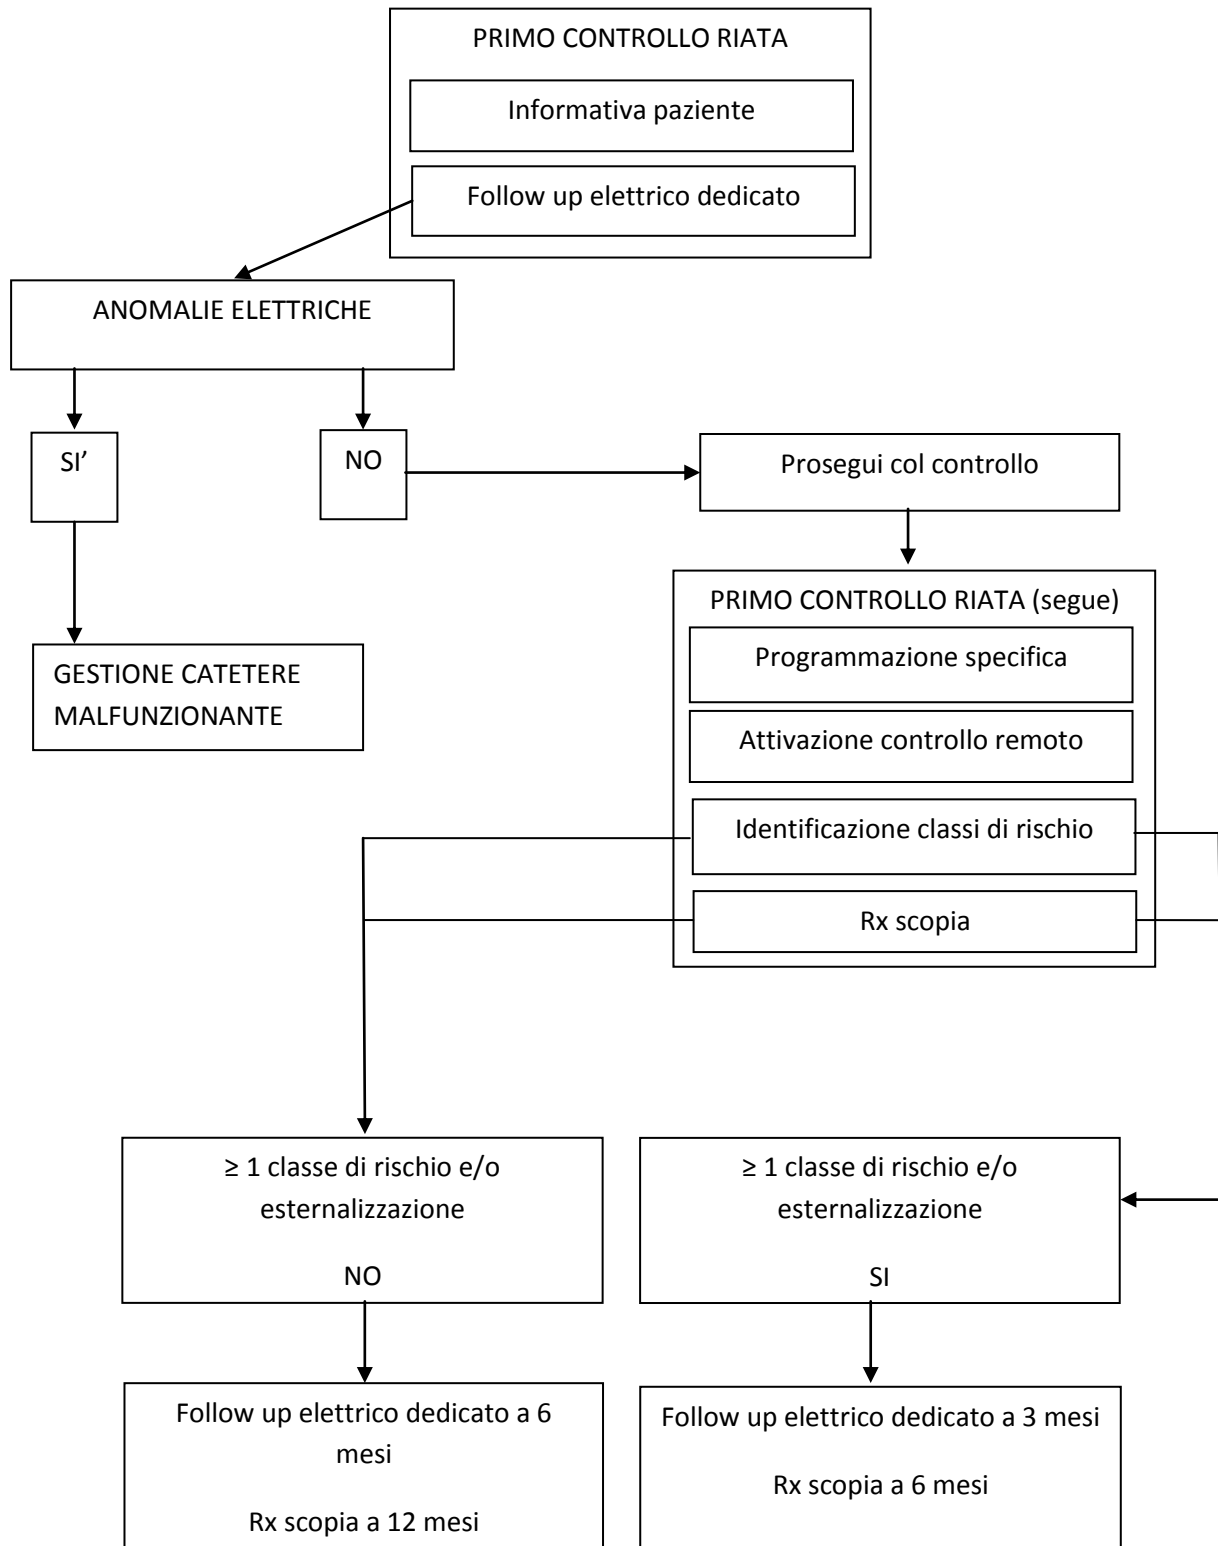 PRIMO CONTROLLO RIATA
Informativa paziente
Follow up elettrico dedicato
ANOMALIE ELETTRICHE
SI’
NO
Prosegui col controllo
GESTIONE CATETERE
MALFUNZIONANTE
PRIMO CONTROLLO RIATA (segue)
Programmazione specifica
Attivazione controllo remoto
Identificazione classi di rischio
Rx scopia
≥ 1 classe di rischio e/o
esternalizzazione
NO
≥ 1 classe di rischio e/o
esternalizzazione
SI
Follow up elettrico dedicato a 6
mesi
Rx scopia a 12 mesi
Follow up elettrico dedicato a 3 mesi
Rx scopia a 6 mesi